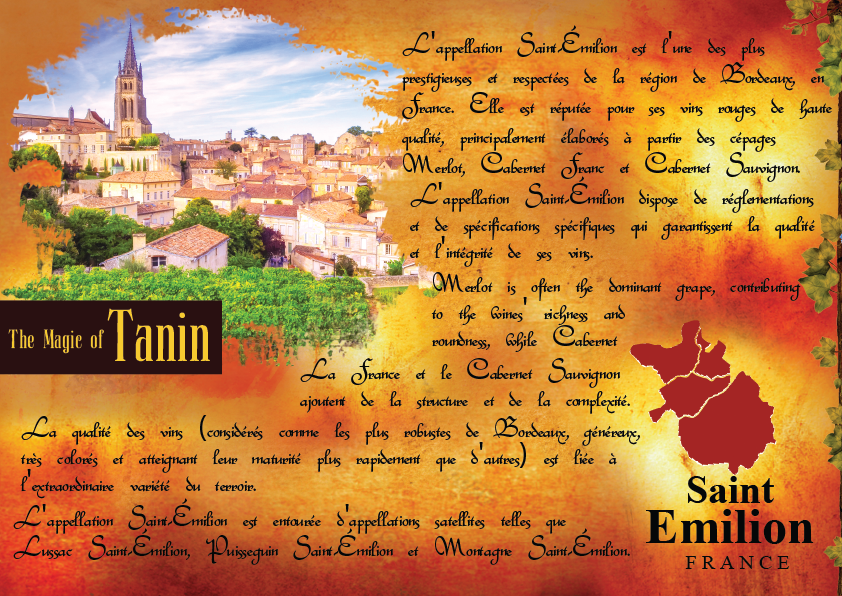 L'appellation Saint-Émilion est l'une des plus
prestigieuses et respectées de la région de Bordeaux, en
France. Elle est réputée pour ses vins rouges de haute
qualité, principalement élaborés à partir des cépages
Merlot, Cabernet Franc et Cabernet Sauvignon.
L'appellation Saint-Émilion dispose de réglementations
et de spécifications spécifiques qui garantissent la qualité
et l'intégrité de ses vins.
Merlot is often the dominant grape, contributing
to the wines' richness and
roundness, while Cabernet
The Magic of Tanin
La France et le Cabernet Sauvignon
ajoutent de la structure et de la complexité.
La qualité des vins (considérés comme les plus robustes de Bordeaux, généreux,
très colorés et atteignant leur maturité plus rapidement que d'autres) est liée à
l'extraordinaire variété du terroir.
L'appellation Saint-Émilion est entourée d'appellations satellites telles que
Lussac Saint-Émilion, Puisseguin Saint-Émilion et Montagne Saint-Émilion.
Saint
Emilion
FRANCE